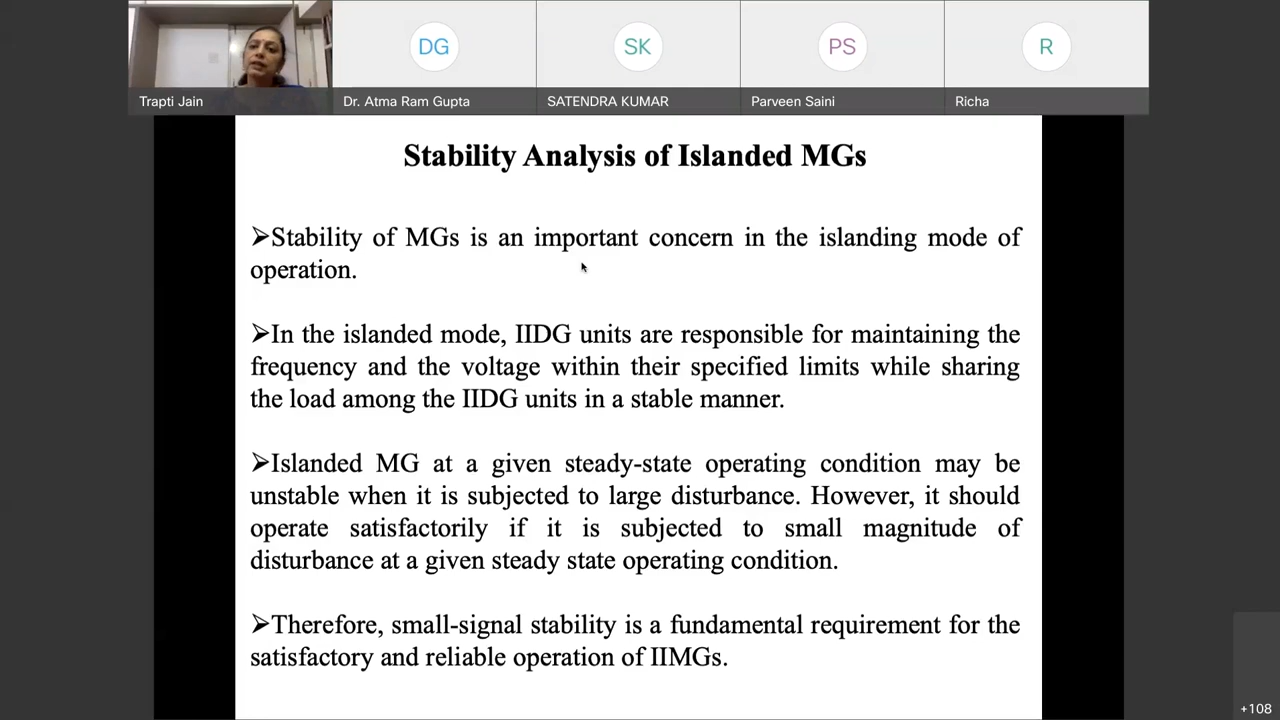 DG
SK
PS
R
Trapti Jain
Dr. Atma Ram Gupta
SATENDRA KUMAR
Parveen Saini
Richa
Stability Analysis of Islanded MGs
➢Stability of MGs is an important concern in the islanding mode of
operation.
➢In the islanded mode, IIDG units are responsible for maintaining the
frequency and the voltage within their specified limits while sharing
the load among the IIDG units in a stable manner.
➢Islanded MG at a given steady-state operating condition may be
unstable when it is subjected to large disturbance. However, it should
operate satisfactorily if it is subjected to small magnitude of
disturbance at a given steady state operating condition.
➢Therefore, small-signal stability is a fundamental requirement for the
satisfactory and reliable operation of IIMGs.
+108